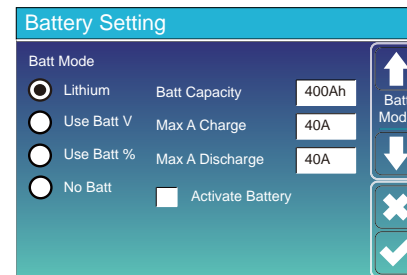 Battery Setting
Batt Mode
Lithium Batt Capacity 400Ah
Use Batt V Max A Charge 40A
Use Batt % Max A Discharge 40A
No Batt Activate Battery
Batt